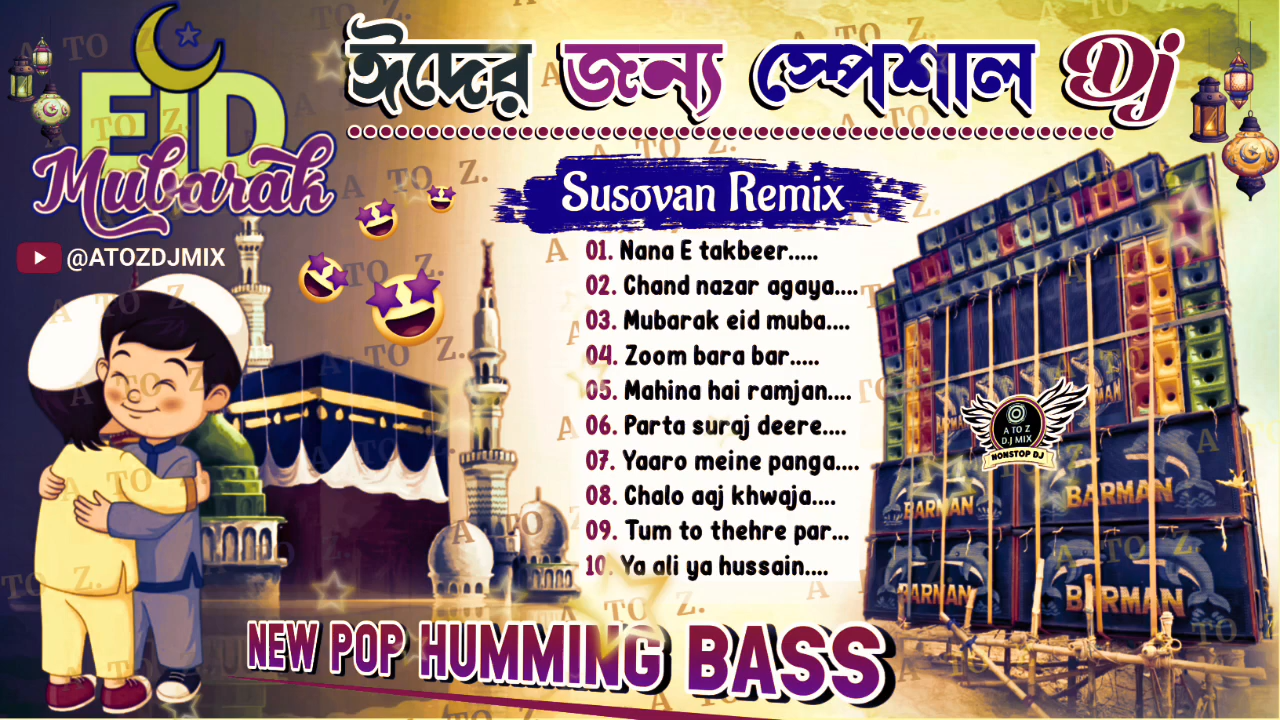 EID
Mubarak
ঈদের জন্য স্পেশাল Dj
@ATOZDJMIX
Susovan Remix
01. Nana E takbeer.....
02. Chand nazar agaya....
03. Mubarak eid muba....
04. Zoom bara bar.....
05. Mahina hai ramjan....
06. Parta suraj deere....
07. Yaaro meine panga....
08. Chalo aaj khwaja....
09. Tum to thehre par...
10. Ya ali ya hussain....
A TO Z
D.J MIX
NONSTOP DJ
BARMAN
BARMAN
BARMAN
BARMAN
NEW POP HUMMING BASS
A TO Z.